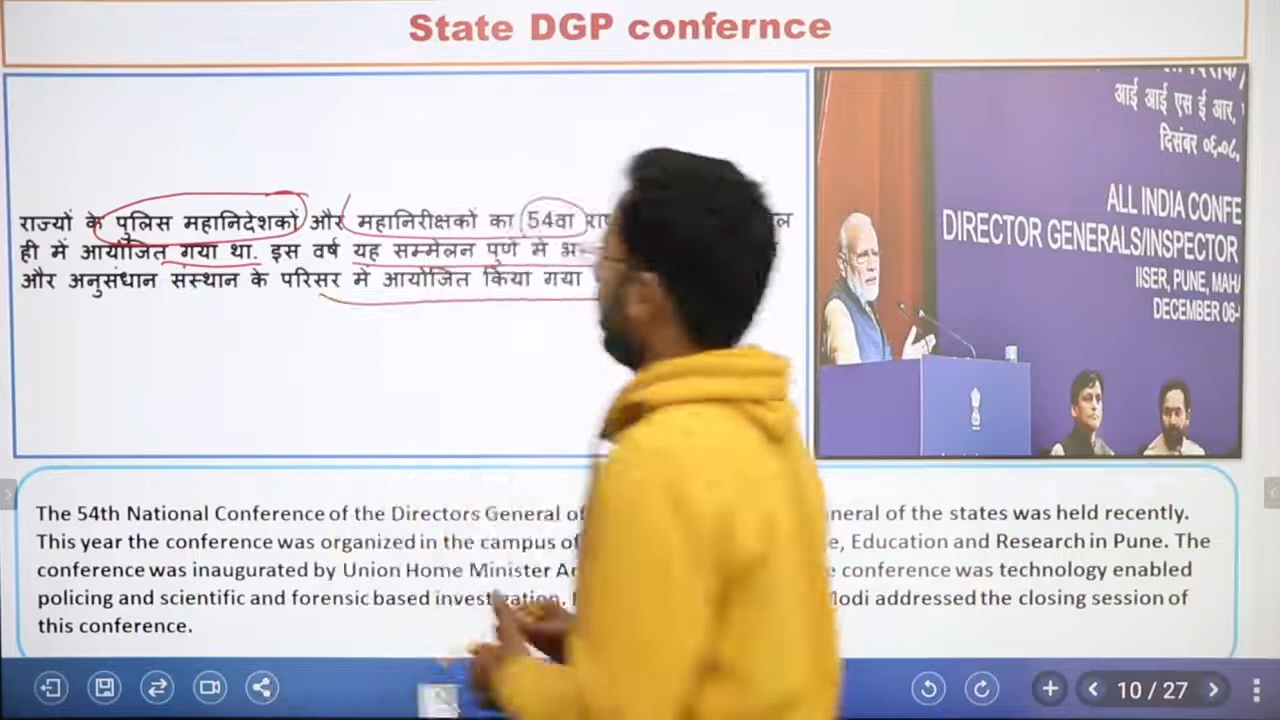 State DGP confernce
राज्यों के पुलिस महानिदेशकों और महानिरीक्षकों का 54वा
ही में आयोजित गया था. इस वर्ष यह सम्मेलन पुणे में
और अनुसंधान संस्थान के परिसर में आयोजित किया गया
आई आई एस ई आर,
दिसंबर ०६-०८,
ALL INDIA CONFE
DIRECTOR GENERALS/INSPECTOR
IISER, PUNE, MAHA
DECEMBER 06-
The 54th National Conference of the Directors General of neral of the states was held recently.
This year the conference was organized in the campus of e, Education and Research in Pune. The
conference was inaugurated by Union Home Minister conference was technology enabled
policing and scientific and forensic based investigation. Modi addressed the closing session of
this conference.
10 / 27